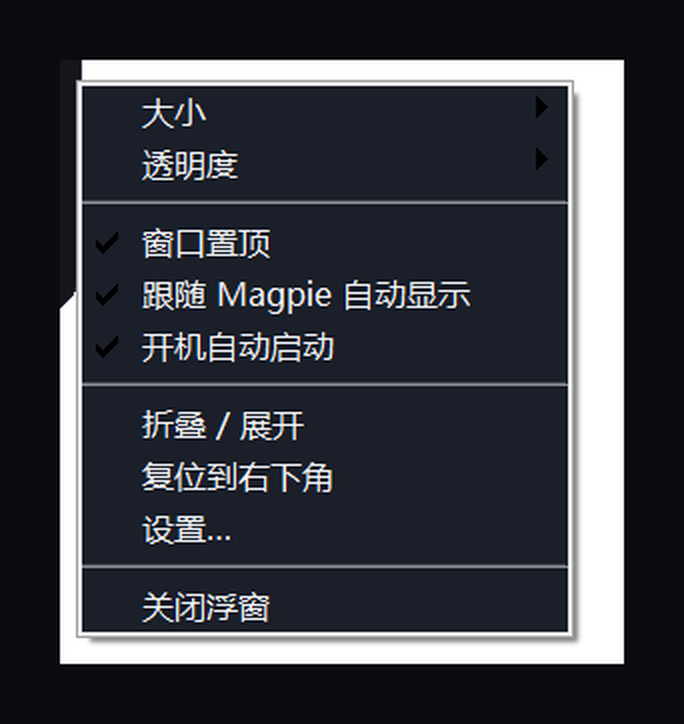 大小
透明度
窗口置顶
跟随 Magpie 自动显示
开机自动启动
折叠 / 展开
复位到右下角
设置...
关闭浮窗